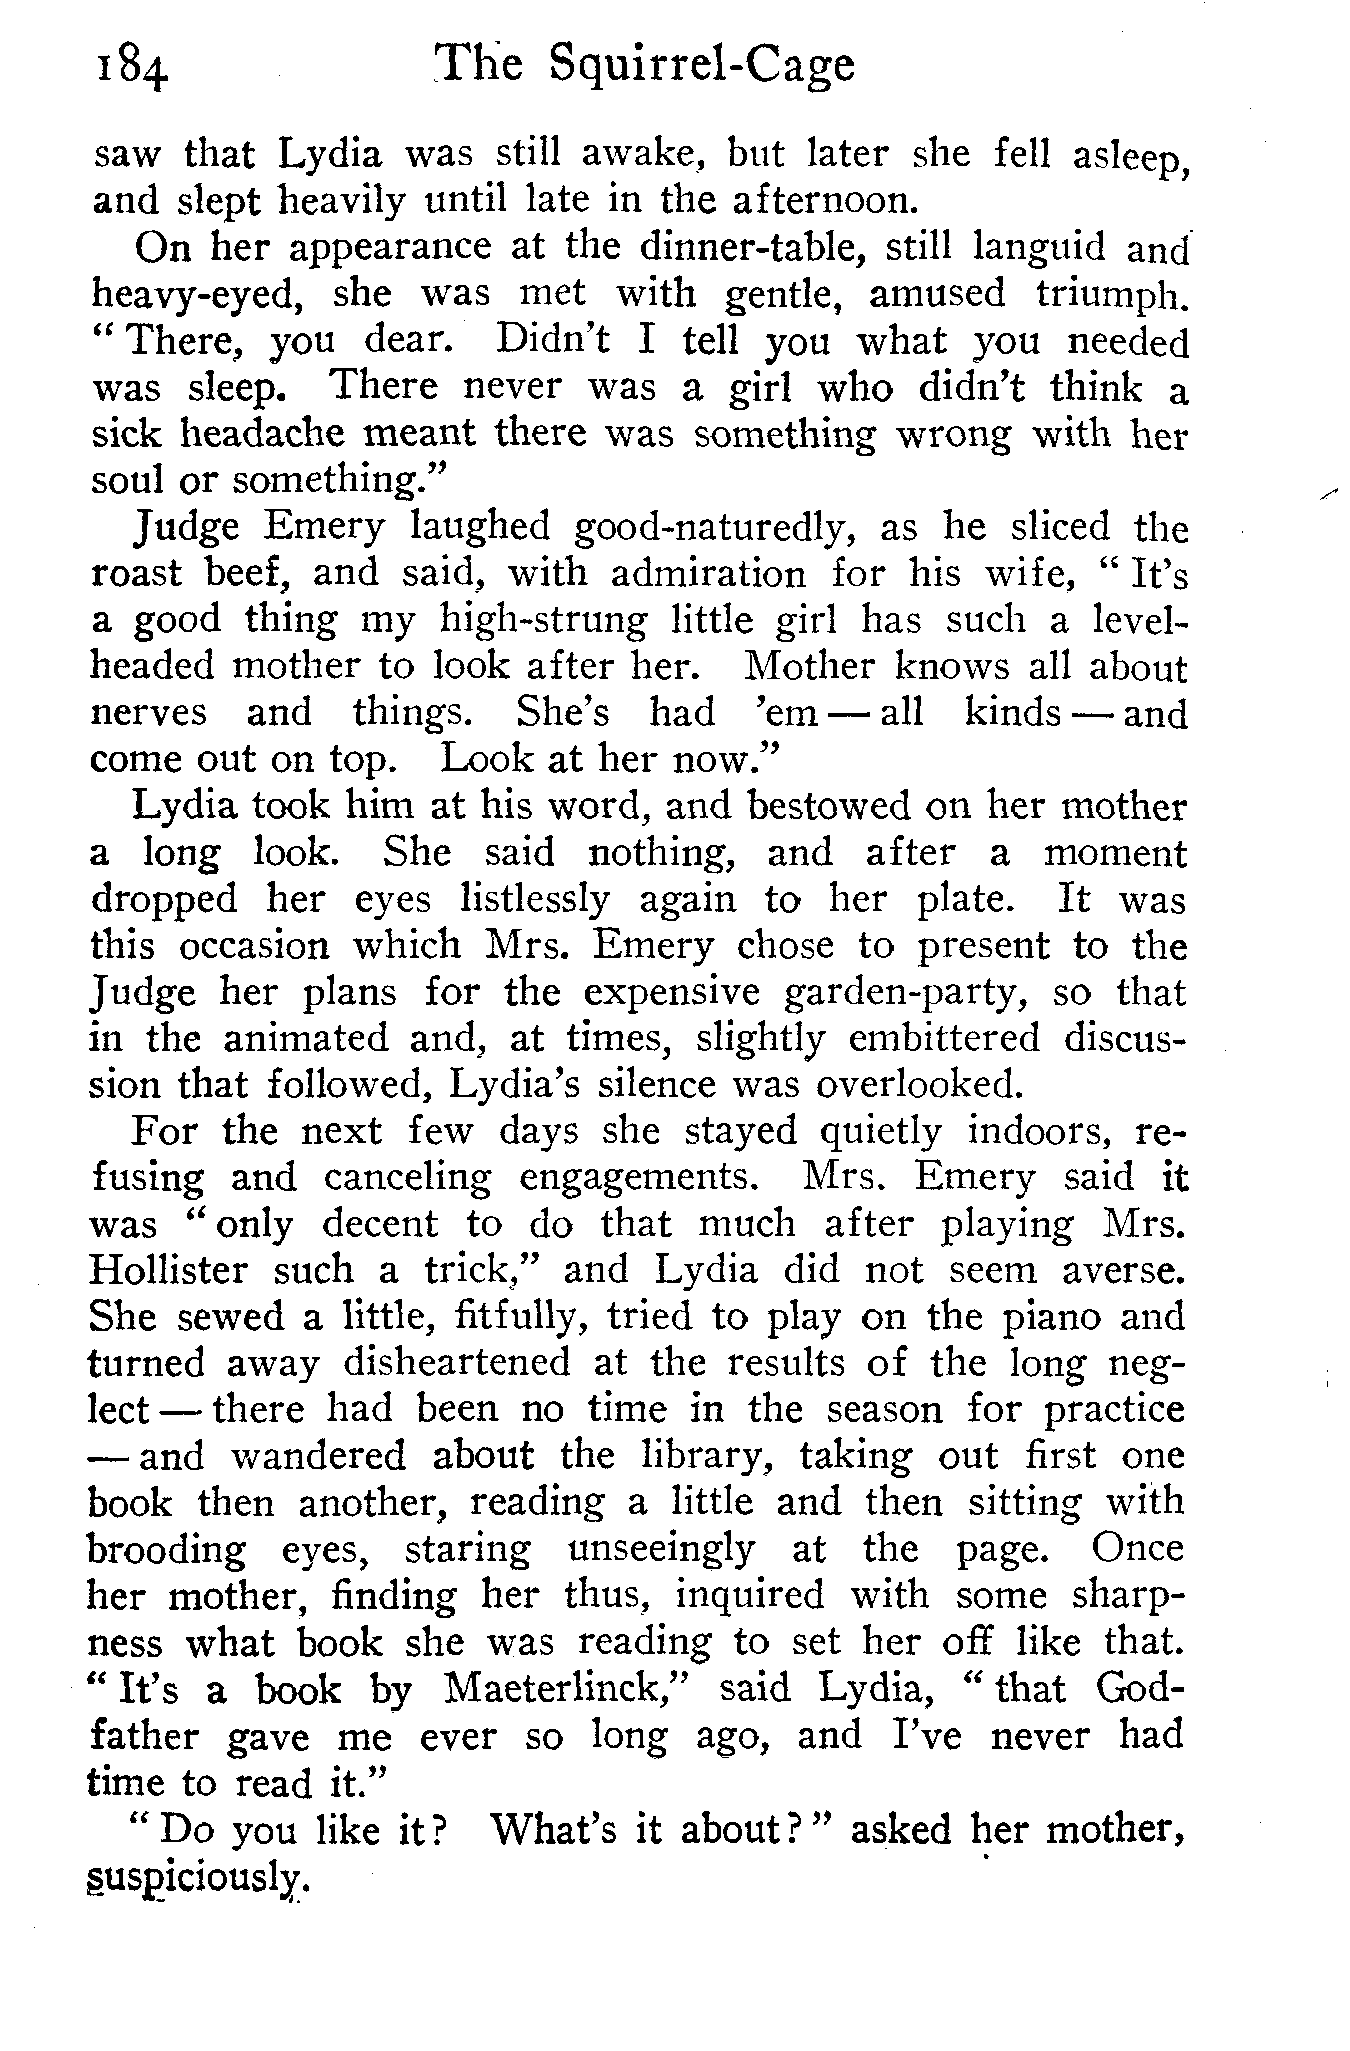 184 The Squirrel-Cage
saw that Lydia was still awake, but later she fell asleep,
and slept heavily until late in the afternoon.
On her appearance at the dinner-table, still languid and
heavy-eyed, she was met with gentle, amused triumph.
“ There, you dear. Didn’t I tell you what you needed
was sleep. There never was a girl who didn’t think a
sick headache meant there was something wrong with her
soul or something.”
Judge Emery laughed good-naturedly, as he sliced the
roast beef, and said, with admiration for his wife, “ It’s
a good thing my high-strung little girl has such a level-
headed mother to look after her. Mother knows all about
nerves and things. She’s had ’em — all kinds — and
come out on top. Look at her now.”
Lydia took him at his word, and bestowed on her mother
a long look. She said nothing, and after a moment
dropped her eyes listlessly again to her plate. It was
this occasion which Mrs. Emery chose to present to the
Judge her plans for the expensive garden-party, so that
in the animated and, at times, slightly embittered discus-
sion that followed, Lydia’s silence was overlooked.
For the next few days she stayed quietly indoors, re-
fusing and canceling engagements. Mrs. Emery said it
was “ only decent to do that much after playing Mrs.
Hollister such a trick,” and Lydia did not seem averse.
She sewed a little, fitfully, tried to play on the piano and
turned away disheartened at the results of the long neg-
lect — there had been no time in the season for practice
— and wandered about the library, taking out first one
book then another, reading a little and then sitting with
brooding eyes, staring unseeingly at the page. Once
her mother, finding her thus, inquired with some sharp-
ness what book she was reading to set her off like that.
“ It’s a book by Maeterlinck,” said Lydia, “ that God-
father gave me ever so long ago, and I’ve never had
time to read it.”
“ Do you like it? What’s it about? ” asked her mother,
suspiciously.